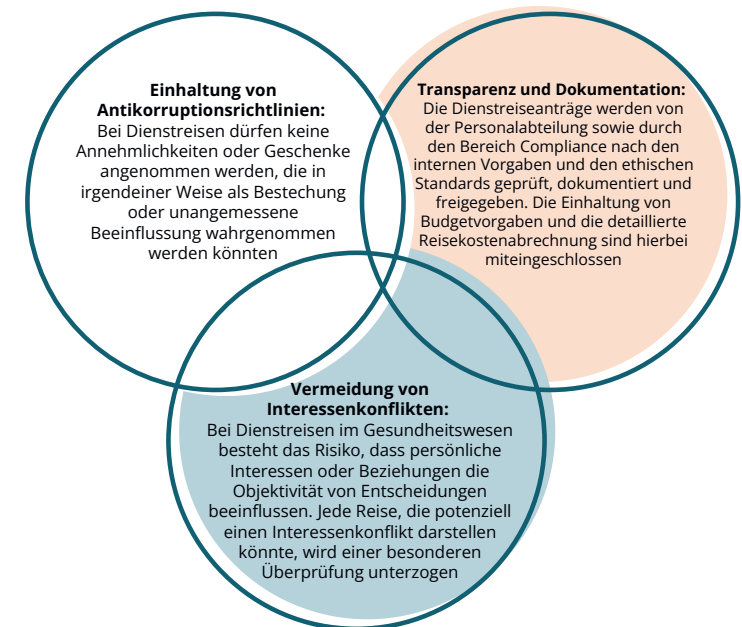 Einhaltung von
Antikorruptionsrichtlinien:
Bei Dienstreisen dürfen keine
Annehmlichkeiten oder Geschenke
angenommen werden, die in
irgendeiner Weise als Bestechung
oder unangemessene
Beeinflussung wahrgenommen
werden könnten
Transparenz und Dokumentation:
Die Dienstreiseanträge werden von
der Personalabteilung sowie durch
den Bereich Compliance nach den
internen Vorgaben und den ethischen
Standards geprüft, dokumentiert und
freigegeben. Die Einhaltung von
Budgetvorgaben und die detaillierte
Reisekostenabrechnung sind hierbei
miteingeschlossen
Vermeidung von
Interessenkonflikten:
Bei Dienstreisen im Gesundheitswesen
besteht das Risiko, dass persönliche
Interessen oder Beziehungen die
Objektivität von Entscheidungen
beeinflussen. Jede Reise, die potenziell
einen Interessenkonflikt darstellen
könnte, wird einer besonderen
Überprüfung unterzogen